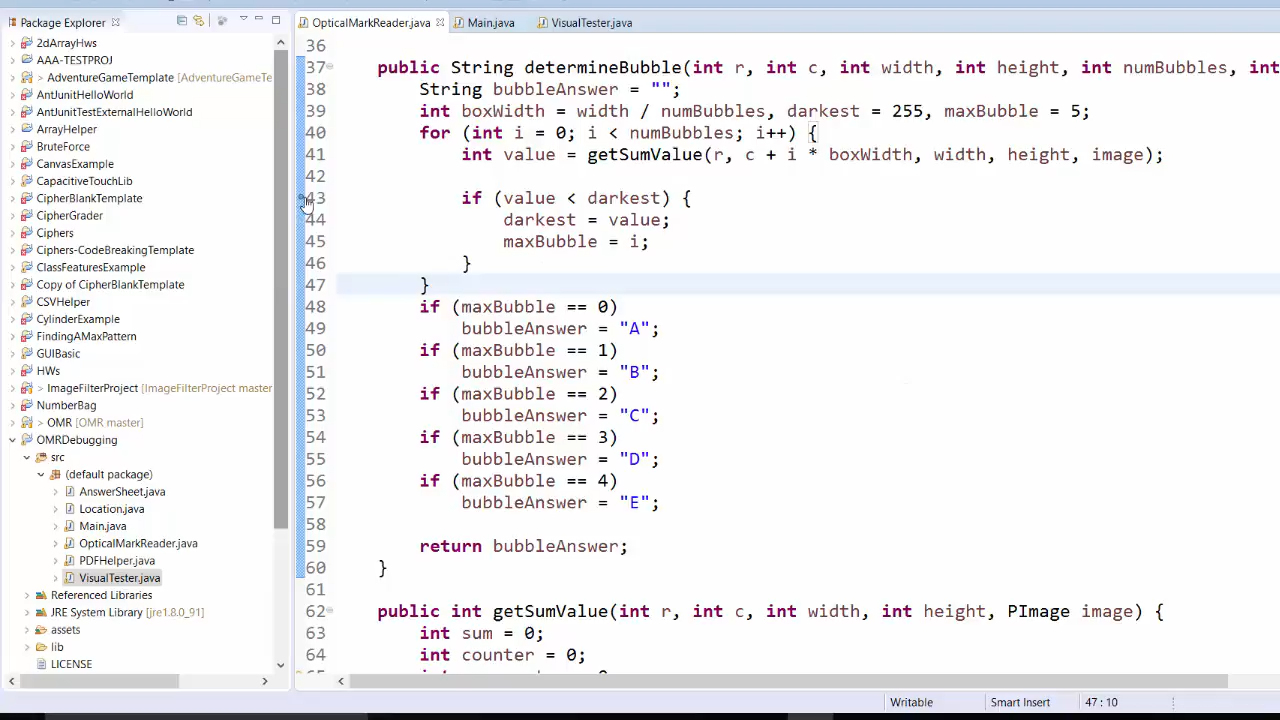 Package Explorer
OpticalMarkReader.java
Main.java
VisualTester.java
2dArrayHws
AAA-TESTPROJ
> AdventureGameTemplate [AdventureGameTe
AntJunitHelloWorld
AntJunitTestExternalHelloWorld
ArrayHelper
BruteForce
CanvasExample
CapacitiveTouchLib
CipherBlankTemplate
CipherGrader
Ciphers
Ciphers-CodeBreakingTemplate
ClassFeaturesExample
Copy of CipherBlankTemplate
CSVHelper
CylinderExample
FindingAMaxPattern
GUIBasic
HWs
> ImageFilterProject [ImageFilterProject master
NumberBag
> OMR [OMR master]
OMRDebugging
src
(default package)
AnswerSheet.java
Location.java
Main.java
OpticalMarkReader.java
PDFHelper.java
VisualTester.java
Referenced Libraries
JRE System Library [jre1.8.0_91]
assets
lib
LICENSE
36
37 public String determineBubble(int r, int c, int width, int height, int numBubbles, int
38 String bubbleAnswer = "";
39 int boxWidth = width / numBubbles, darkest = 255, maxBubble = 5;
40 for (int i = 0; i < numBubbles; i++) {
41 int value = getSumValue(r, c + i * boxWidth, width, height, image);
42
43 if (value < darkest) {
44 darkest = value;
45 maxBubble = i;
46 }
47 }
48 if (maxBubble == 0)
49 bubbleAnswer = "A";
50 if (maxBubble == 1)
51 bubbleAnswer = "B";
52 if (maxBubble == 2)
53 bubbleAnswer = "C";
54 if (maxBubble == 3)
55 bubbleAnswer = "D";
56 if (maxBubble == 4)
57 bubbleAnswer = "E";
58
59 return bubbleAnswer;
60 }
61
62 public int getSumValue(int r, int c, int width, int height, PImage image) {
63 int sum = 0;
64 int counter = 0;
Writable
Smart Insert
47 : 10